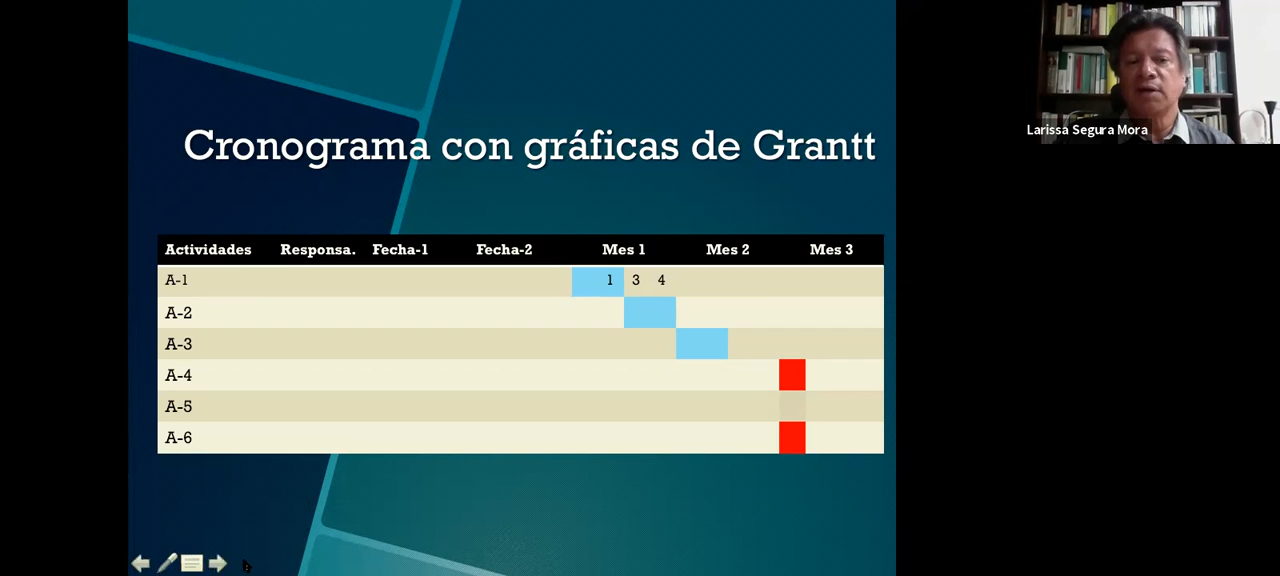 Cronograma con gráficas de Grantt
Larissa Segura Mora
Actividades Responsa. Fecha-1 Fecha-2 Mes 1 Mes 2 Mes 3
A-1 1 3 4
A-2
A-3
A-4
A-5
A-6